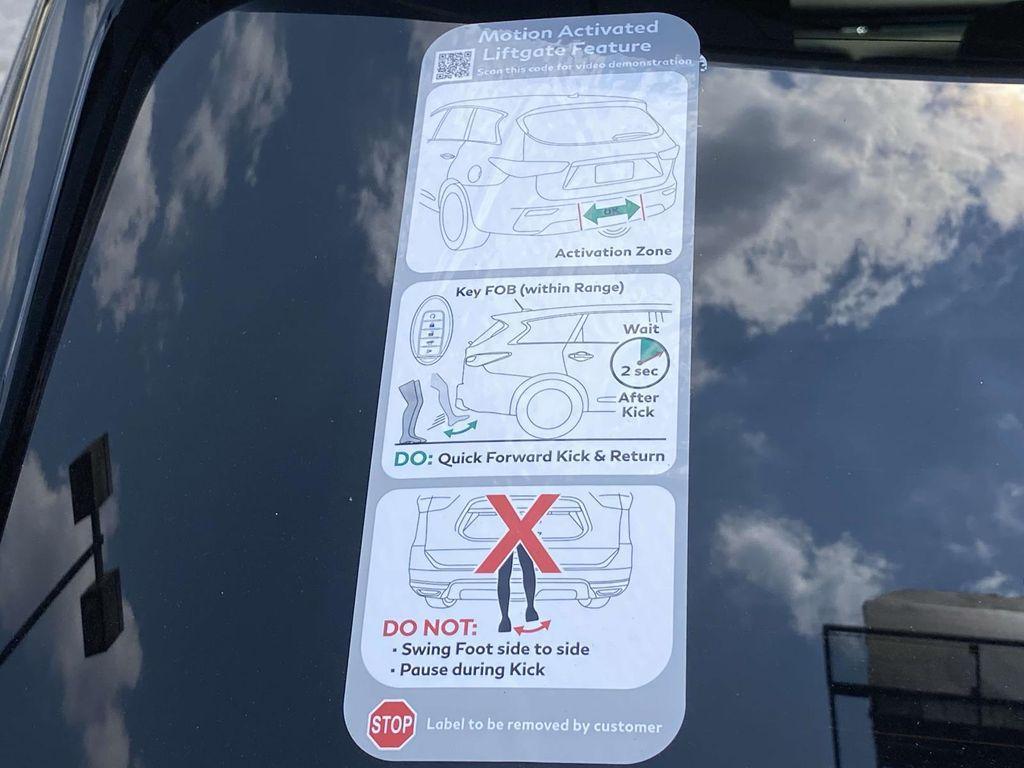 Motion Activated
Liftgate Feature
Scan this code for video demonstration
OK
Activation Zone
Key FOB (within Range)
Wait
2 sec
After
Kick
DO: Quick Forward Kick & Return
DO NOT:
• Swing Foot side to side
• Pause during Kick
STOP
Label to be removed by customer